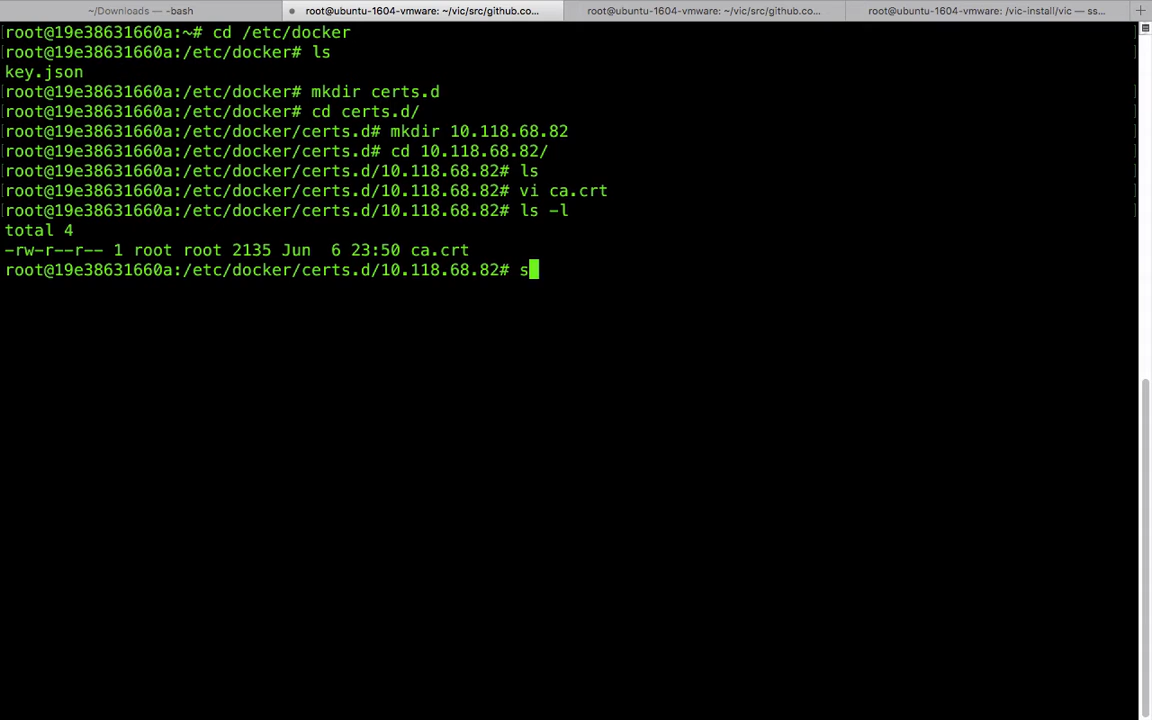 ~/Downloads — -bash
root@ubuntu-1604-vmware: ~/vic/src/github.co...
root@ubuntu-1604-vmware: ~/vic/src/github.co...
root@ubuntu-1604-vmware: /vic-install/vic — ss...
root@19e38631660a:~# cd /etc/docker
root@19e38631660a:/etc/docker# ls
key.json
root@19e38631660a:/etc/docker# mkdir certs.d
root@19e38631660a:/etc/docker# cd certs.d/
root@19e38631660a:/etc/docker/certs.d# mkdir 10.118.68.82
root@19e38631660a:/etc/docker/certs.d# cd 10.118.68.82/
root@19e38631660a:/etc/docker/certs.d/10.118.68.82# ls
root@19e38631660a:/etc/docker/certs.d/10.118.68.82# vi ca.crt
root@19e38631660a:/etc/docker/certs.d/10.118.68.82# ls -l
total 4
-rw-r--r-- 1 root root 2135 Jun  6 23:50 ca.crt
root@19e38631660a:/etc/docker/certs.d/10.118.68.82# s